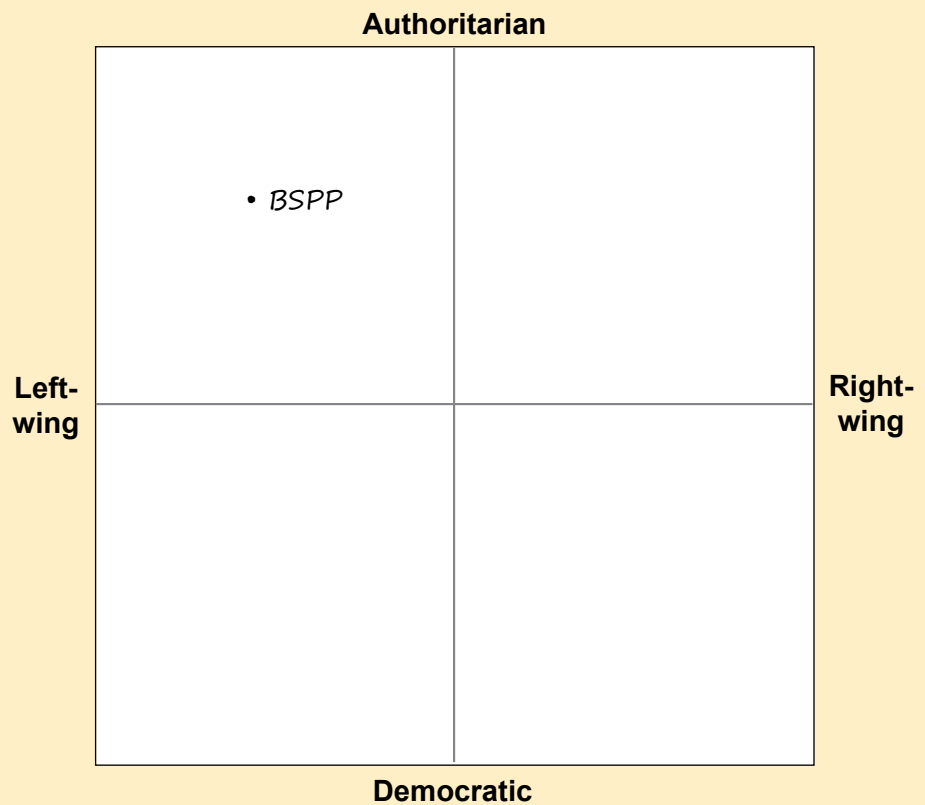 Authoritarian
• BSPP
Left-
wing
Right-
wing
Democratic